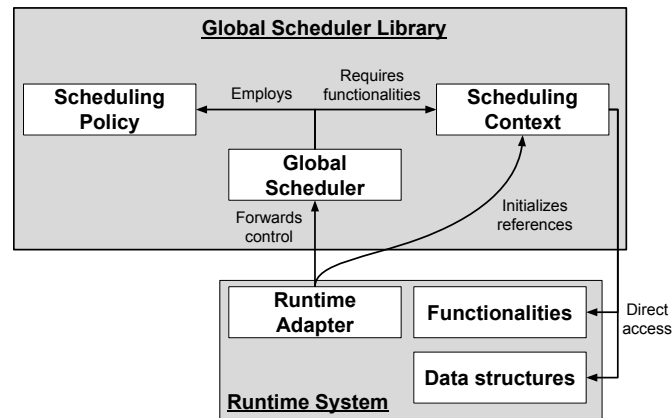 Global Scheduler Library
Scheduling
Policy
Employs
Requires
functionalities
Scheduling
Context
Global
Scheduler
Forwards
control
Initializes
references
Runtime
Adapter
Functionalities
Direct
access
Data structures
Runtime System